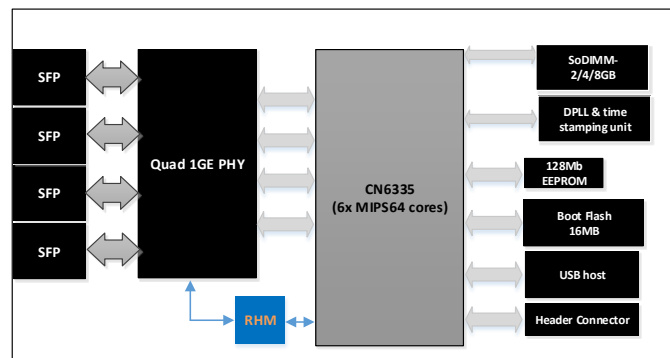 SFP
SFP
SFP
SFP
Quad 1GE PHY
RHM
CN6335
(6x MIPS64 cores)
SoDIMM-
2/4/8GB
DPLL & time
stamping unit
128Mb
EEPROM
Boot Flash
16MB
USB host
Header Connector